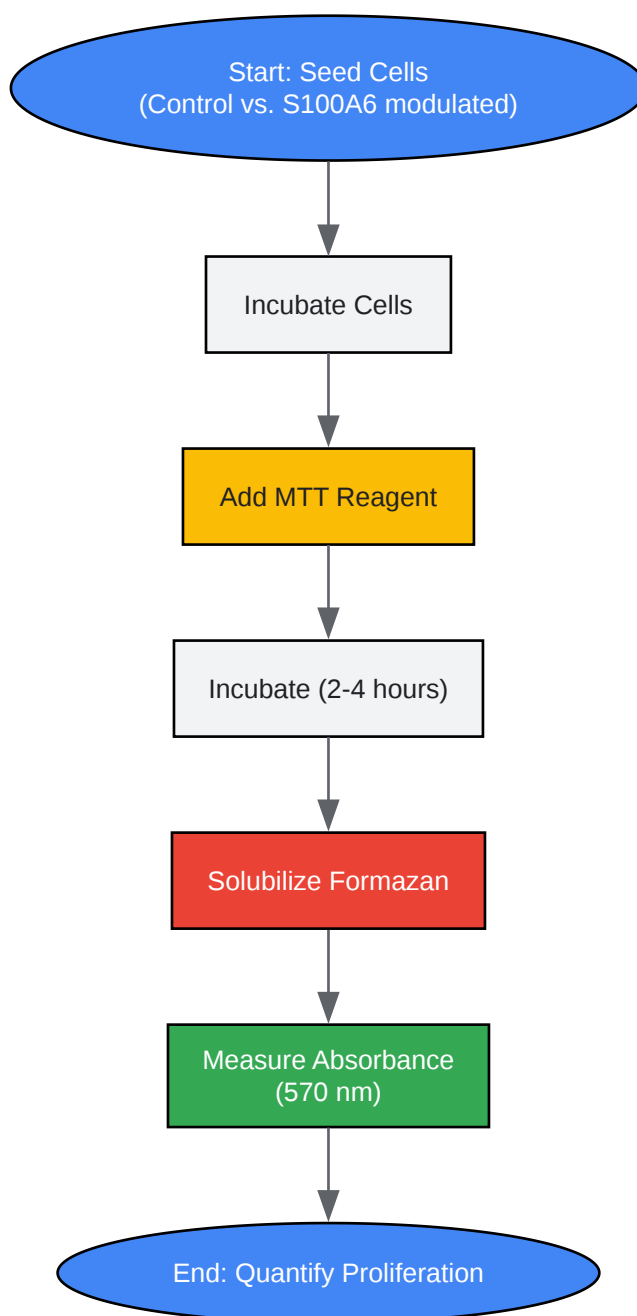 Start: Seed Cells
(Control vs. S100A6 modulated)
Incubate Cells
Add MTT Reagent
Incubate (2-4 hours)
Solubilize Formazan
Measure Absorbance
(570 nm)
End: Quantify Proliferation